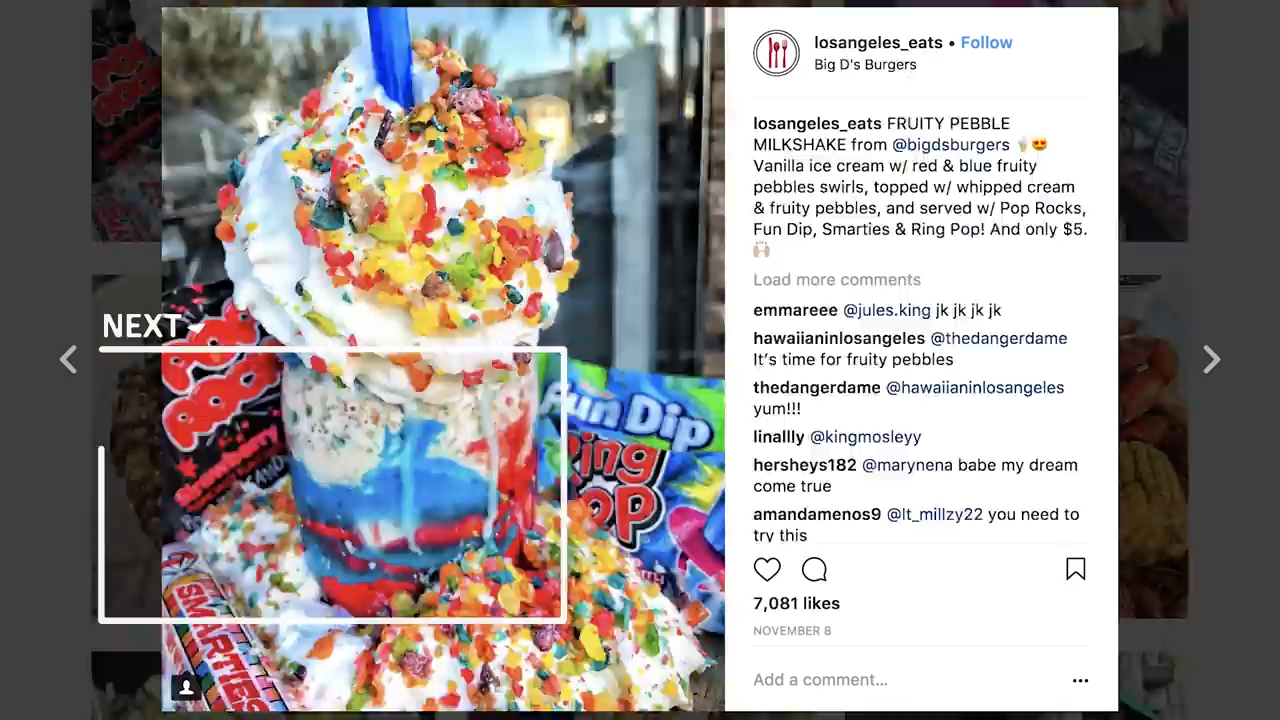 losangeles_eats • Follow
Big D's Burgers
losangeles_eats FRUITY PEBBLE
MILKSHAKE from @bigdsburgers 🍦😍
Vanilla ice cream w/ red & blue fruity
pebbles swirls, topped w/ whipped cream
& fruity pebbles, and served w/ Pop Rocks,
Fun Dip, Smarties & Ring Pop! And only $5.
🙌🏼
Load more comments
emmareee @jules.king jk jk jk jk
hawaiianinlosangeles @thedangerdame
It's time for fruity pebbles
thedangerdame @hawaiianinlosangeles
yum!!!
linallly @kingmosleyy
hersheys182 @marynena babe my dream
come true
amandamenos9 @lt_millzy22 you need to
try this
7,081 likes
NOVEMBER 8
Add a comment...
NEXT
POP
ROCKS
Strawberry
Fun Dip
Ring
POP
SMARTIES